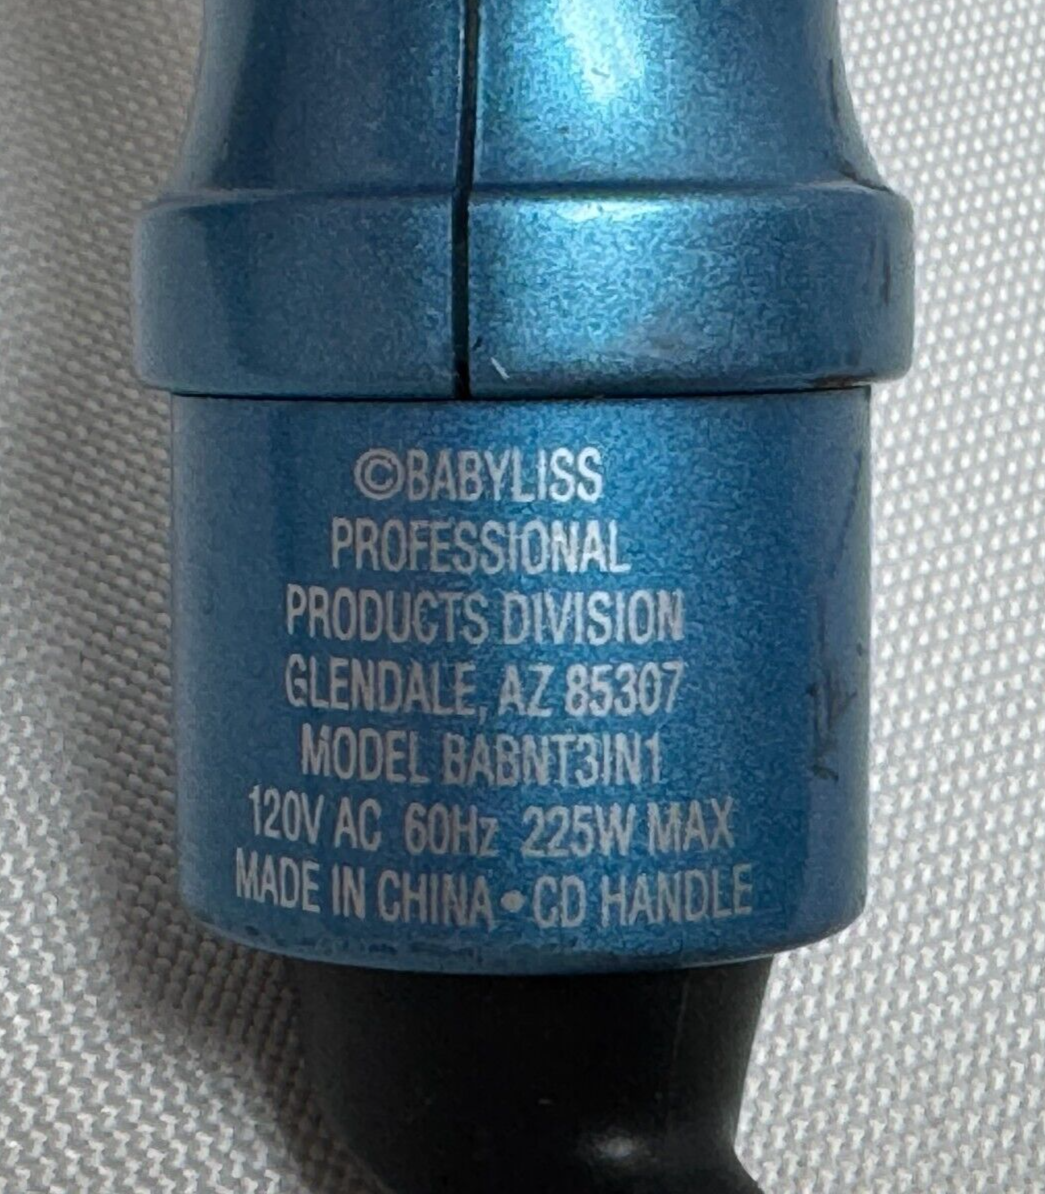 ©BABYLISS
PROFESSIONAL
PRODUCTS DIVISION
GLENDALE, AZ 85307
MODEL BABNT3IN1
120V AC 60Hz 225W MAX
MADE IN CHINA • CD HANDLE